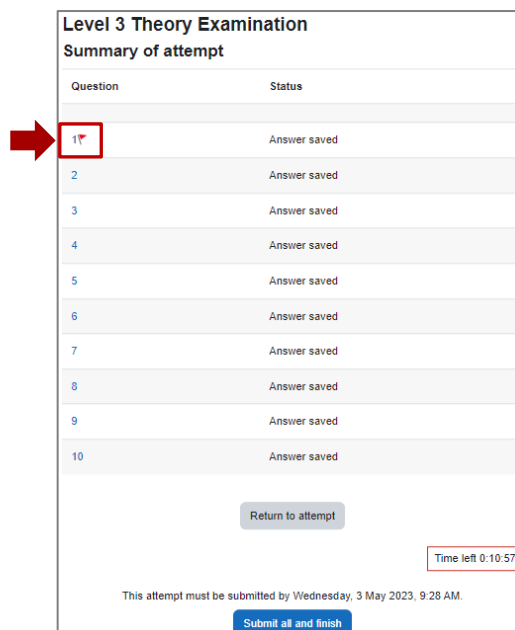 Level 3 Theory Examination
Summary of attempt
Question Status
1 Answer saved
2 Answer saved
3 Answer saved
4 Answer saved
5 Answer saved
6 Answer saved
7 Answer saved
8 Answer saved
9 Answer saved
10 Answer saved
Return to attempt
Time left 0:10:57
This attempt must be submitted by Wednesday, 3 May 2023, 9:28 AM.
Submit all and finish